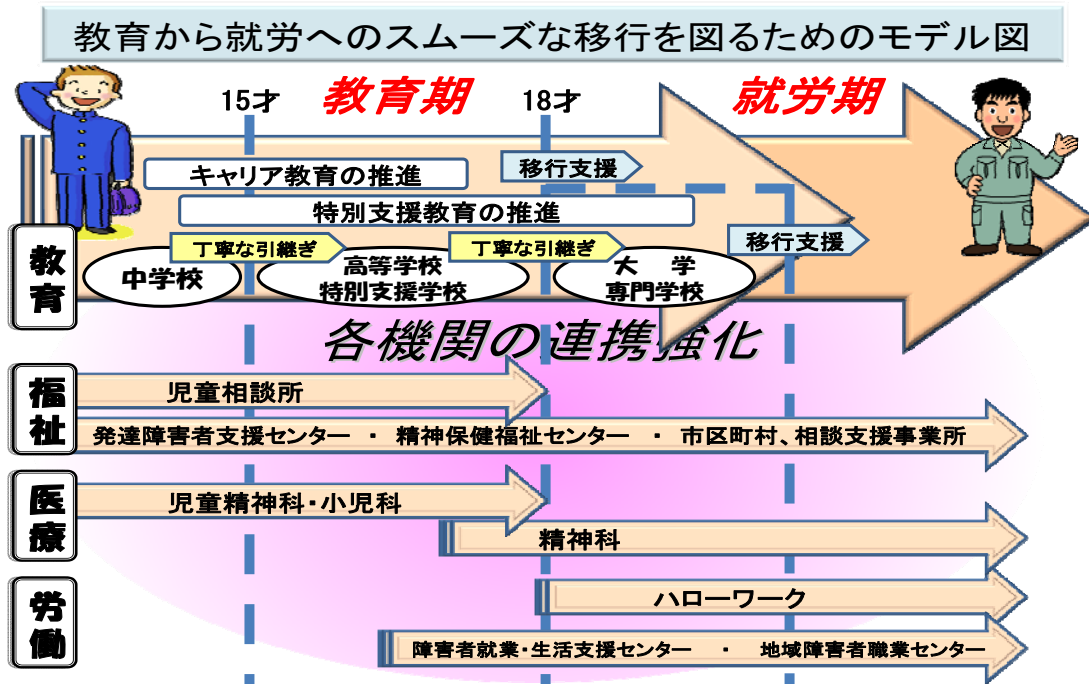 教育から就労へのスムーズな移行を図るためのモデル図
15才
教育期
18才
就労期
キャリア教育の推進
移行支援
特別支援教育の推進
丁寧な引継ぎ
丁寧な引継ぎ
移行支援
教育
中学校
高等学校
特別支援学校
大　学
専門学校
各機関の連携強化
福祉
児童相談所
発達障害者支援センター ・ 精神保健福祉センター ・ 市区町村、相談支援事業所
医療
児童精神科・小児科
精神科
労働
ハローワーク
障害者就業・生活支援センター ・ 地域障害者職業センター